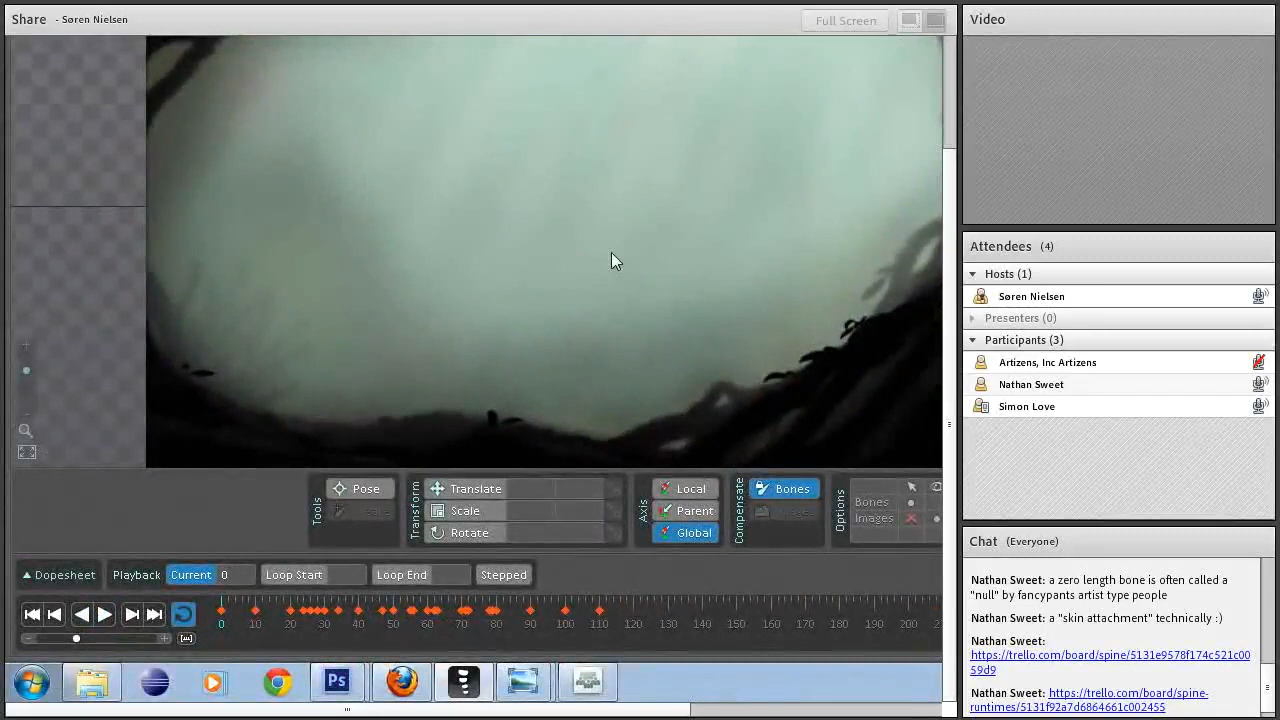 Share - Søren Nielsen
Full Screen
Video
Attendees (4)
Hosts (1)
Søren Nielsen
Presenters (0)
Participants (3)
Artizens, Inc Artizens
Nathan Sweet
Simon Love
Chat (Everyone)
Nathan Sweet: a zero length bone is often called a
"null" by fancypants artist type people
Nathan Sweet: a "skin attachment" technically :)
Nathan Sweet:
https://trello.com/board/spine/5131e9578f174c521c00
59d9
Nathan Sweet: https://trello.com/board/spine-
runtimes/5131f92a7d6864661c002455
Tools
Pose
Transform
Translate
Scale
Rotate
Axis
Local
Parent
Global
Compensate
Bones
Options
Bones
Images
Dopesheet
Playback
Current 0
Loop Start
Loop End
Stepped
0 10 20 30 40 50 60 70 80 90 100 110 120 130 140 150 160 170 180 190 200
Ps